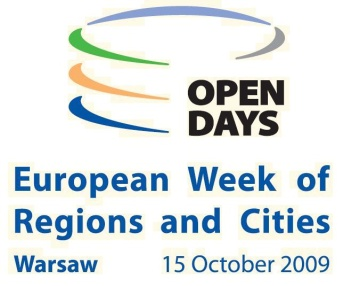 OPEN
DAYS
European Week of
Regions and Cities
Warsaw 15 October 2009